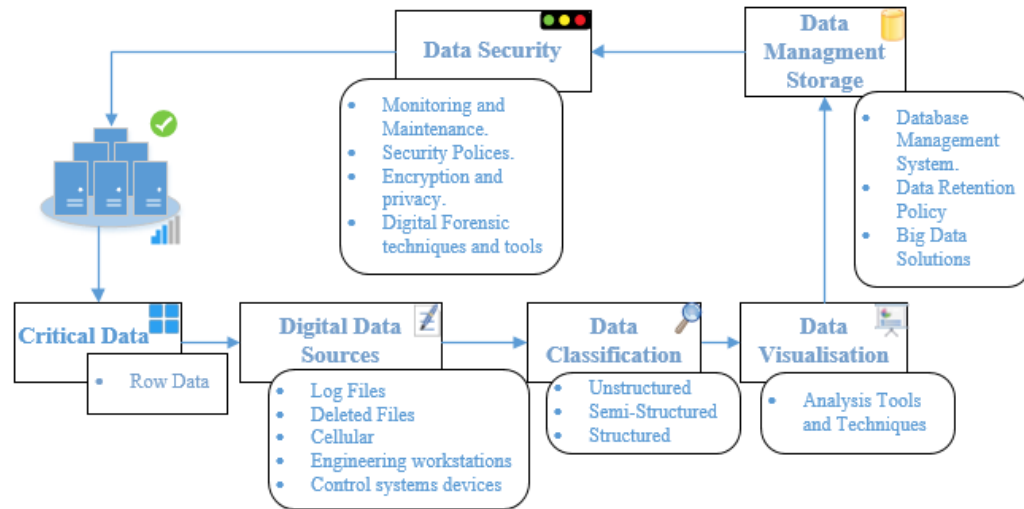 Data Security
• Monitoring and
Maintenance.
• Security Polices.
• Encryption and
privacy.
• Digital Forensic
techniques and tools
Data
Managment
Storage
• Database
Management
System.
• Data Retention
Policy
• Big Data
Solutions
Critical Data
• Row Data
Digital Data
Sources
• Log Files
• Deleted Files
• Cellular
• Engineering workstations
• Control systems devices
Data
Classification
• Unstructured
• Semi-Structured
• Structured
Data
Visualisation
• Analysis Tools
and Techniques